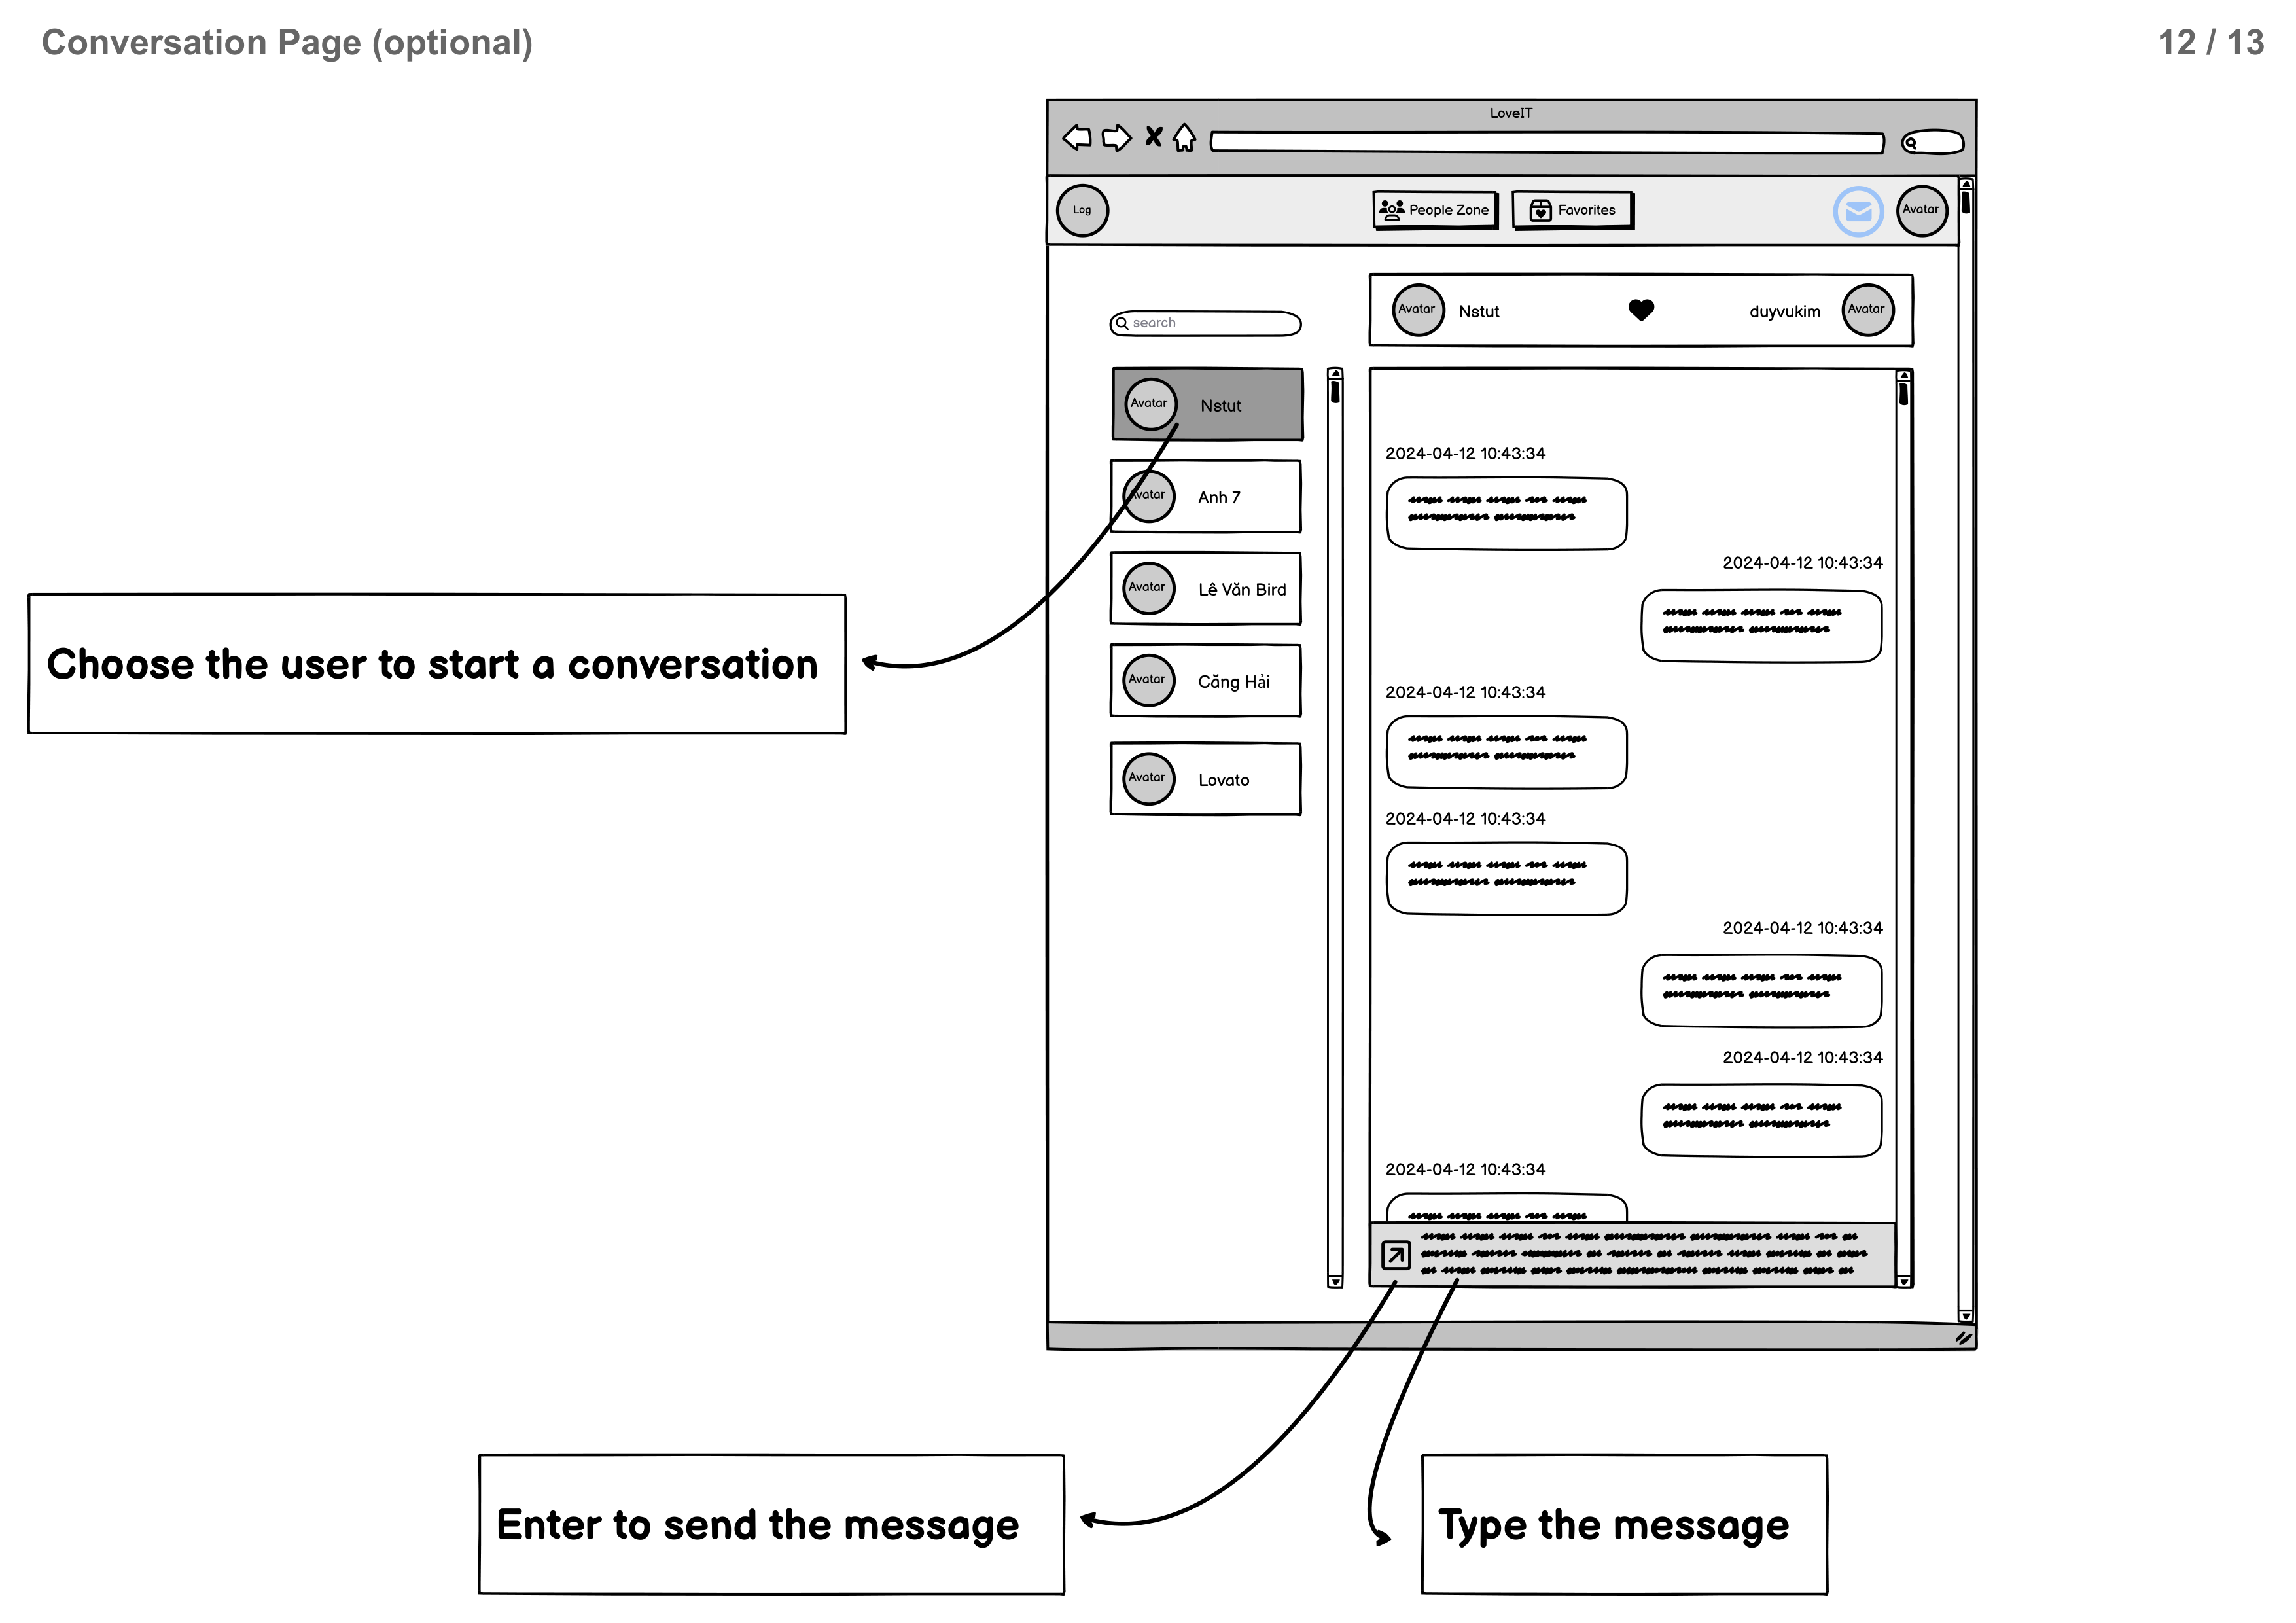 Conversation Page (optional)
12 / 13
LoveIT
Log
People Zone
Favorites
Avatar
search
Avatar
Nstut
duyvukim
Avatar
Avatar
Nstut
Avatar
Anh 7
Avatar
Lê Văn Bird
Avatar
Căng Hải
Avatar
Lovato
2024-04-12 10:43:34
2024-04-12 10:43:34
2024-04-12 10:43:34
2024-04-12 10:43:34
2024-04-12 10:43:34
2024-04-12 10:43:34
2024-04-12 10:43:34
Choose the user to start a conversation
Enter to send the message
Type the message